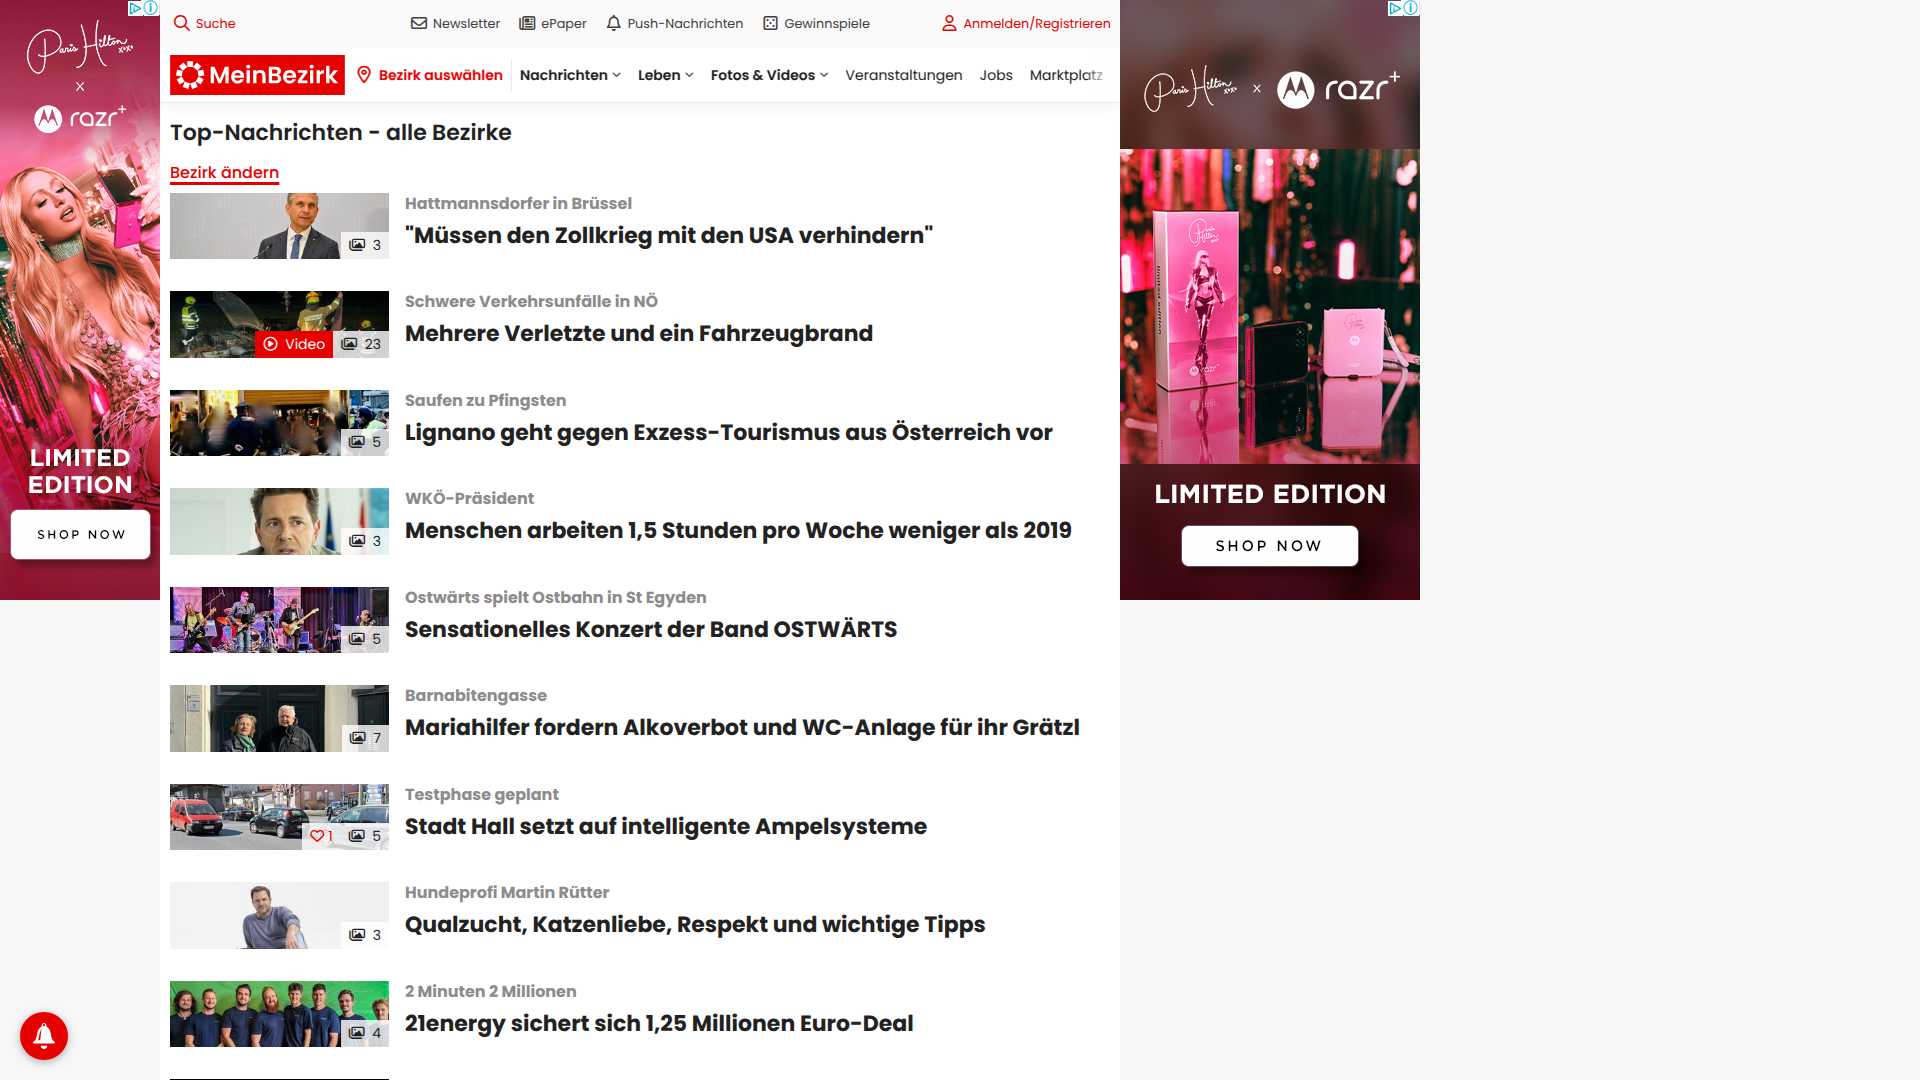 Suche
Newsletter
ePaper
Push-Nachrichten
Gewinnspiele
Anmelden/Registrieren
MeinBezirk
Bezirk auswählen
Nachrichten
Leben
Fotos & Videos
Veranstaltungen
Jobs
Marktplatz
Top-Nachrichten - alle Bezirke
Bezirk ändern
3
Hattmannsdorfer in Brüssel
"Müssen den Zollkrieg mit den USA verhindern"
Video 23
Schwere Verkehrsunfälle in NÖ
Mehrere Verletzte und ein Fahrzeugbrand
5
Saufen zu Pfingsten
Lignano geht gegen Exzess-Tourismus aus Österreich vor
3
WKÖ-Präsident
Menschen arbeiten 1,5 Stunden pro Woche weniger als 2019
5
Ostwärts spielt Ostbahn in St Egyden
Sensationelles Konzert der Band OSTWÄRTS
7
Barnabitengasse
Mariahilfer fordern Alkoverbot und WC-Anlage für ihr Grätzl
1 5
Testphase geplant
Stadt Hall setzt auf intelligente Ampelsysteme
3
Hundeprofi Martin Rütter
Qualzucht, Katzenliebe, Respekt und wichtige Tipps
4
2 Minuten 2 Millionen
21energy sichert sich 1,25 Millionen Euro-Deal
Paris Hilton xoxo
x
razr+
LIMITED
EDITION
SHOP NOW
Paris Hilton xoxo x razr+
LIMITED EDITION
SHOP NOW